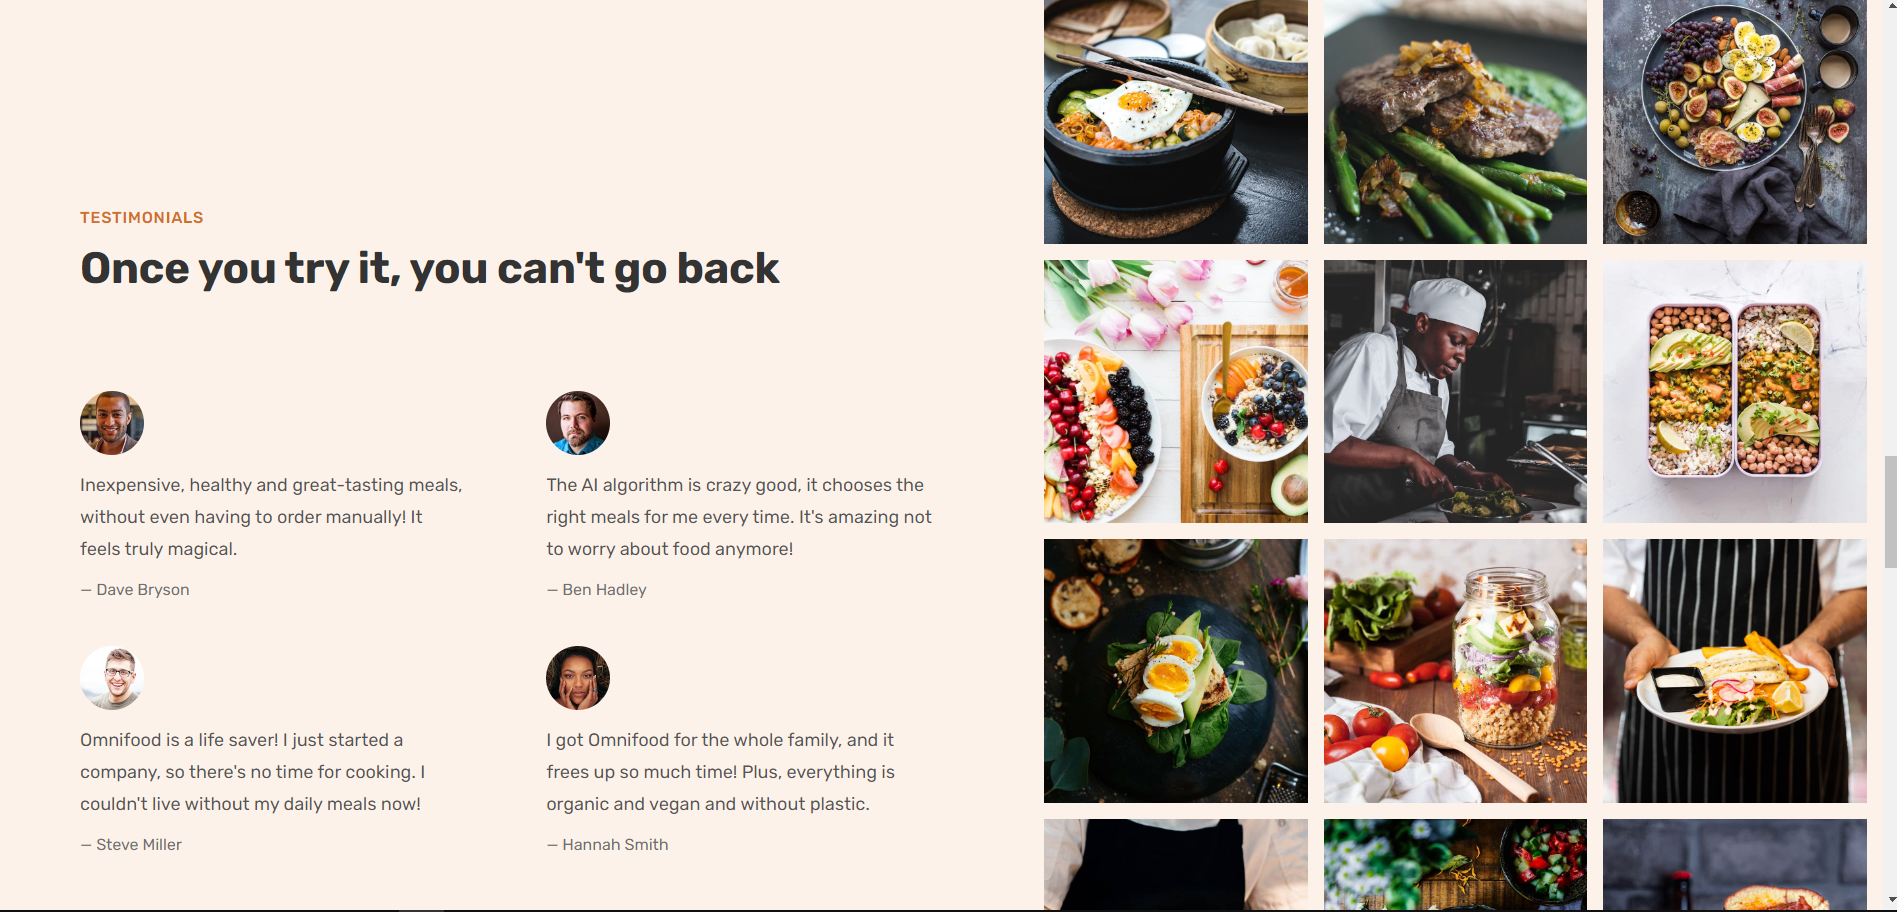 TESTIMONIALS
Once you try it, you can't go back
Inexpensive, healthy and great-tasting meals,
without even having to order manually! It
feels truly magical.
— Dave Bryson
The AI algorithm is crazy good, it chooses the
right meals for me every time. It's amazing not
to worry about food anymore!
— Ben Hadley
Omnifood is a life saver! I just started a
company, so there's no time for cooking. I
couldn't live without my daily meals now!
— Steve Miller
I got Omnifood for the whole family, and it
frees up so much time! Plus, everything is
organic and vegan and without plastic.
— Hannah Smith